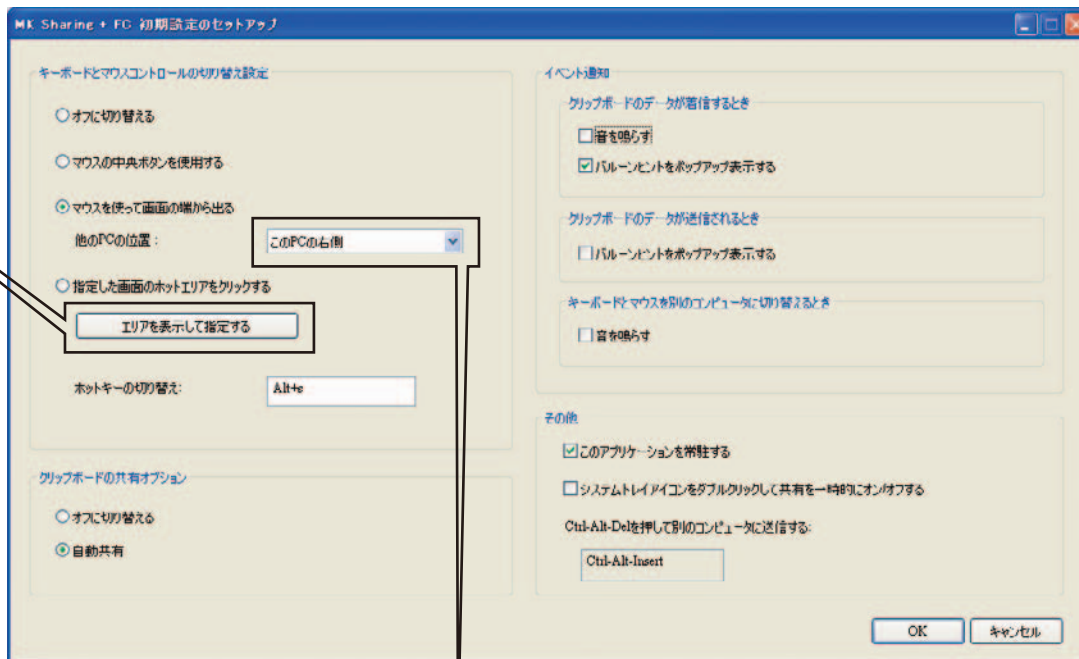 MK Sharing + FC 初期設定のセットアップ
キーボードとマウスコントロールの切り替え設定
オフに切り替える
マウスの中央ボタンを使用する
マウスを使って画面の端から出る
他のPCの位置：
このPCの右側
指定した画面のホットエリアをクリックする
エリアを表示して指定する
ホットキーの切り替え:
Alt+s
クリップボードの共有オプション
オフに切り替える
自動共有
イベント通知
クリップボードのデータが着信するとき
音を鳴らす
バルーンヒントをポップアップ表示する
クリップボードのデータが送信されるとき
バルーンヒントをポップアップ表示する
キーボードとマウスを別のコンピュータに切り替えるとき
音を鳴らす
その他
このアプリケーションを常駐する
システムトレイアイコンをダブルクリックして共有を一時的にオン/オフする
Ctrl-Alt-Delを押して別のコンピュータに送信する:
Ctrl-Alt-Insert
OK
キャンセル